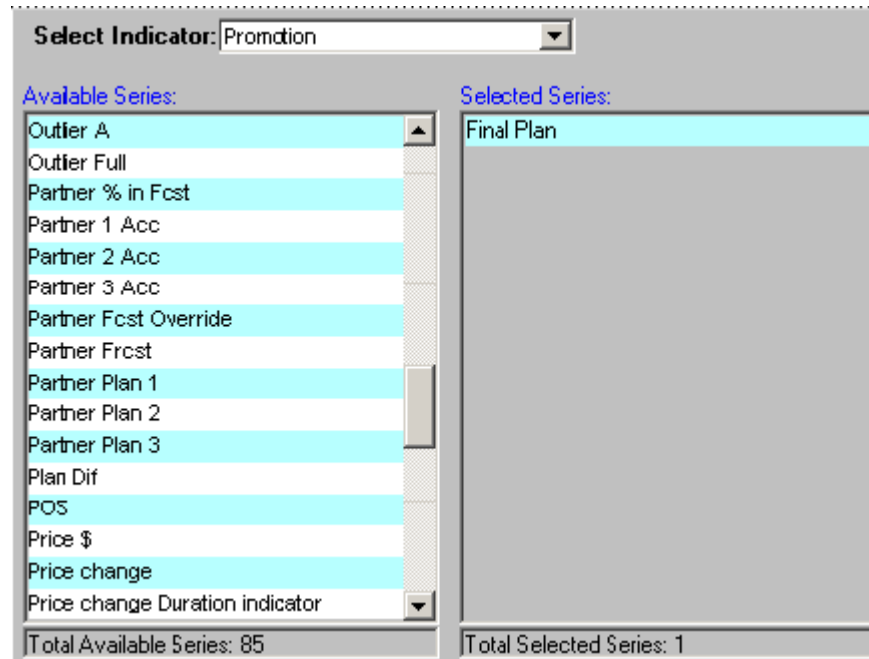 Select Indicator: Promotion
Available Series:
Outlier A
Outlier Full
Partner % in Fcst
Partner 1 Acc
Partner 2 Acc
Partner 3 Acc
Partner Fcst Override
Partner Frcst
Partner Plan 1
Partner Plan 2
Partner Plan 3
Plan Dif
POS
Price $
Price change
Price change Duration indicator
Total Available Series: 85
Selected Series:
Final Plan
Total Selected Series: 1